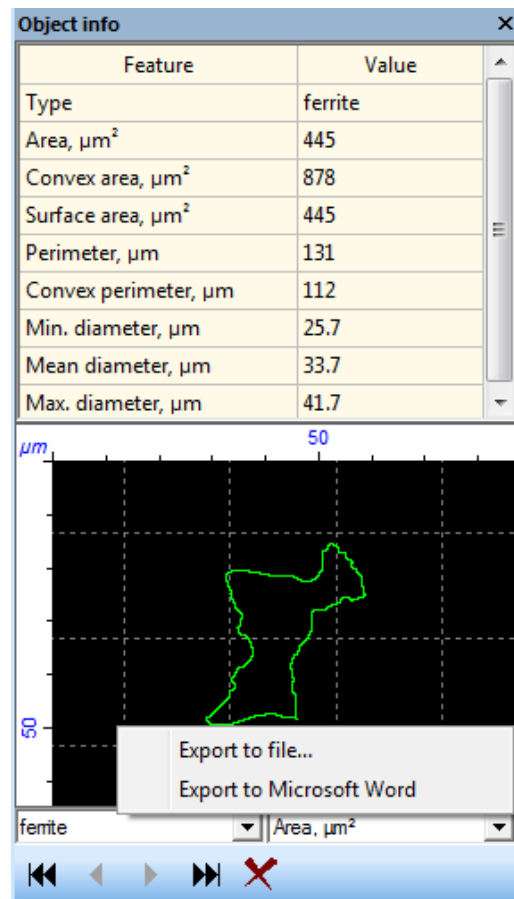 Object info
Feature Value
Type ferrite
Area, µm² 445
Convex area, µm² 878
Surface area, µm² 445
Perimeter, µm 131
Convex perimeter, µm 112
Min. diameter, µm 25.7
Mean diameter, µm 33.7
Max. diameter, µm 41.7
µm 50
50
Export to file...
Export to Microsoft Word
ferrite Area, µm²